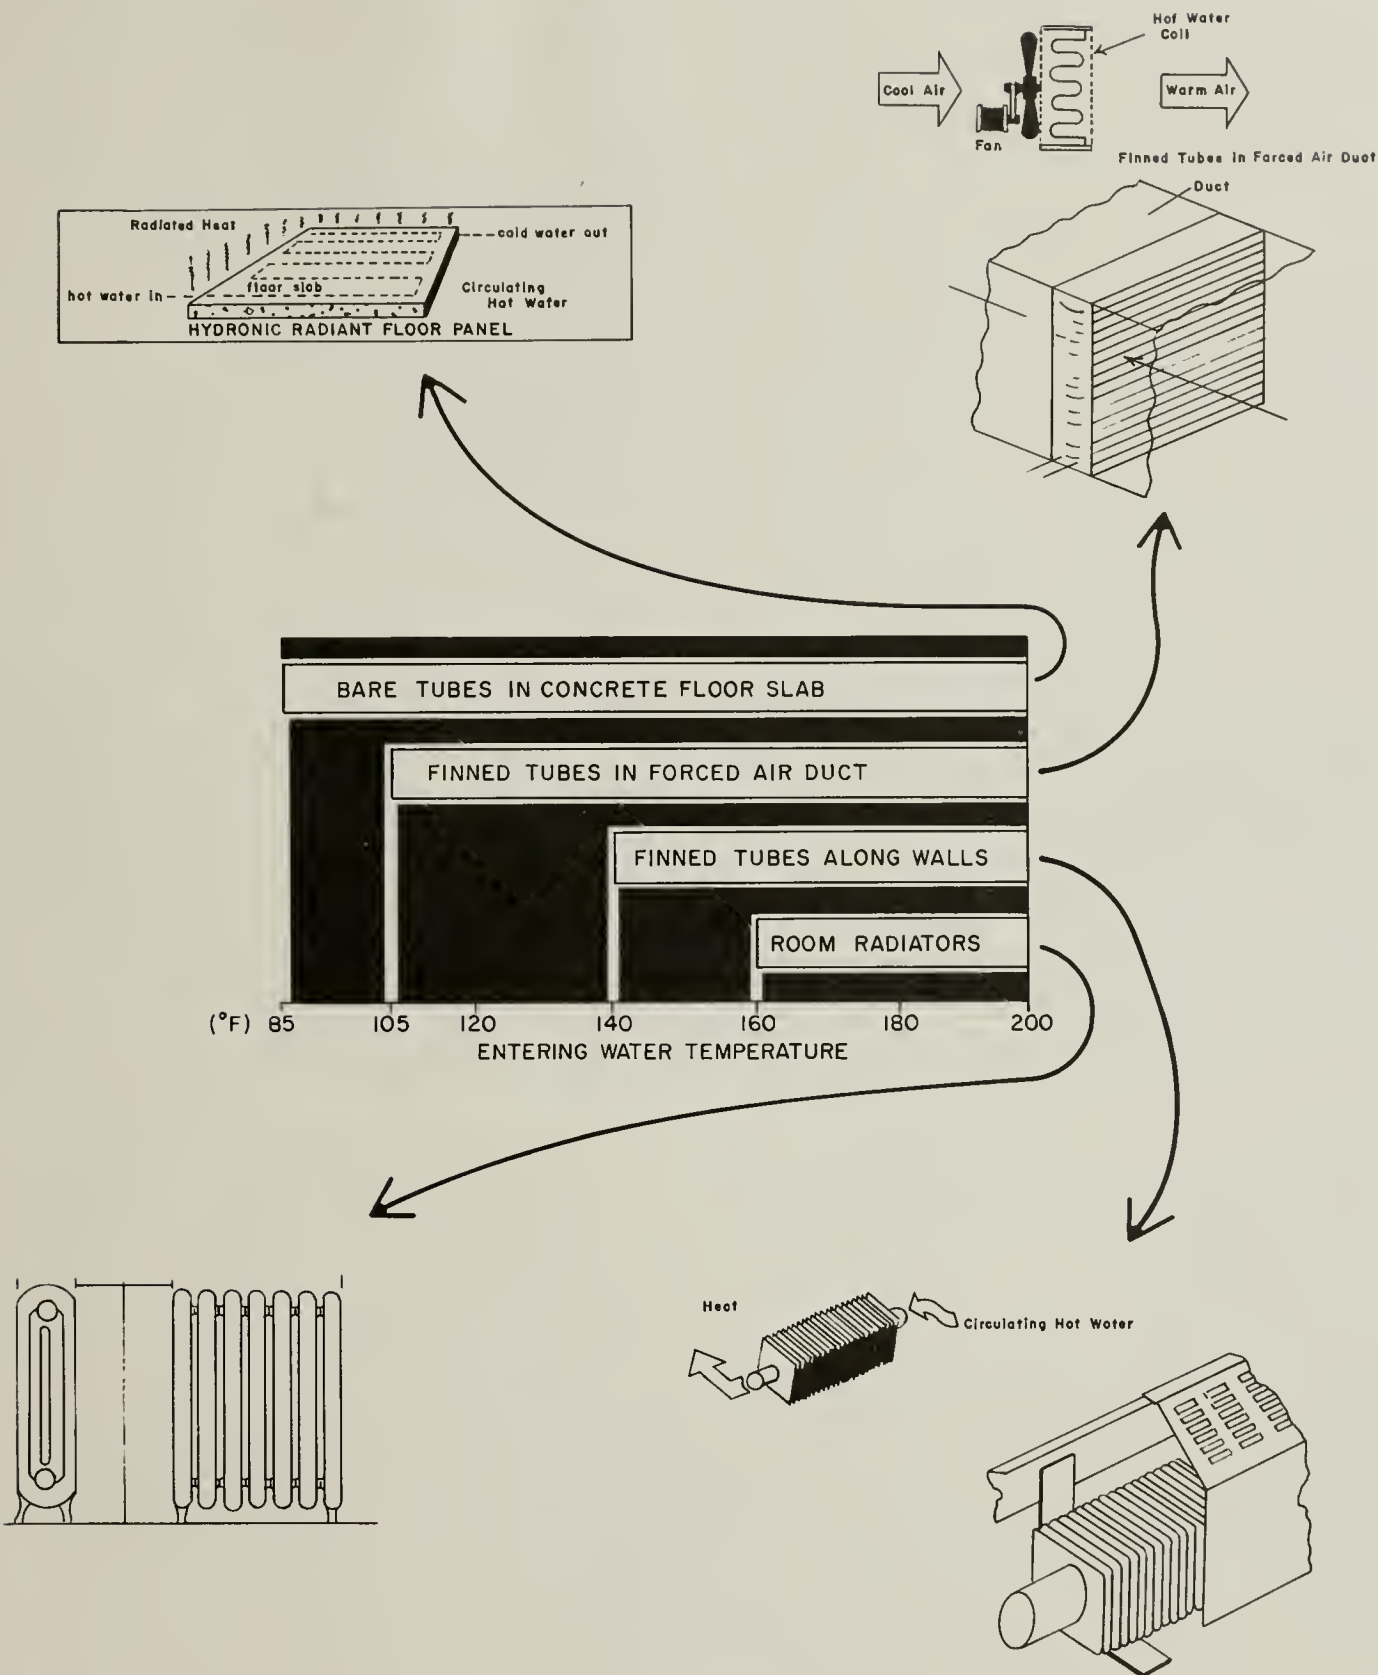 Hot Water
Coil
Cool Air
Warm Air
Fan
Finned Tubes in Forced Air Duct
Duct
Radiated Heat
cold water out
floor slab
hot water in
Circulating
Hot Water
HYDRONIC RADIANT FLOOR PANEL
BARE TUBES IN CONCRETE FLOOR SLAB
FINNED TUBES IN FORCED AIR DUCT
FINNED TUBES ALONG WALLS
ROOM RADIATORS
(°F) 85 105 120 140 160 180 200
ENTERING WATER TEMPERATURE
Heat
Circulating Hot Water